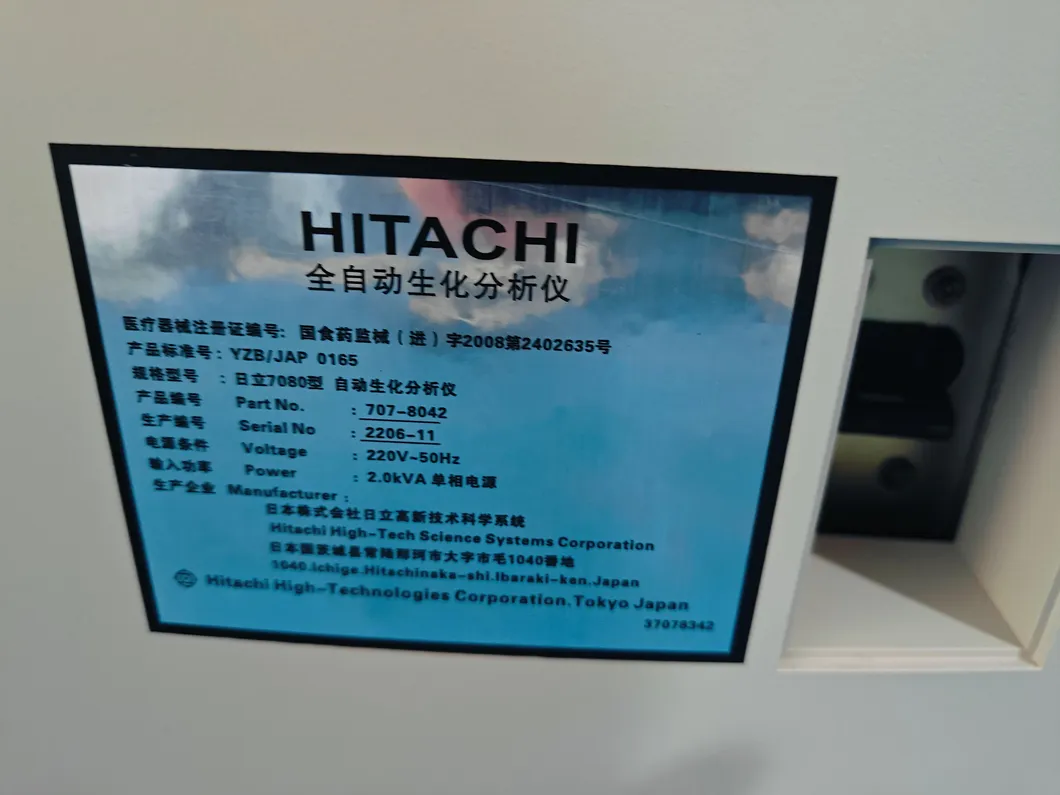 HITACHI
全自动生化分析仪
医疗器械注册证编号: 国食药监械(进)字2008第2402635号
产品标准号: YZB/JAP 0165
规格型号 : 日立7080型 自动生化分析仪
产品编号 Part No. : 707-8042
生产编号 Serial No : 2206-11
电源条件 Voltage : 220V~50Hz
输入功率 Power : 2.0kVA 单相电源
生产企业 Manufacturer :
日本株式会社日立高新技术科学系统
Hitachi High-Tech Science Systems Corporation
日本国茨城县常陆那珂市大字市毛1040番地
1040.Ichige.Hitachinaka-shi.Ibaraki-ken.Japan
Hitachi High-Technologies Corporation.Tokyo Japan
37078342